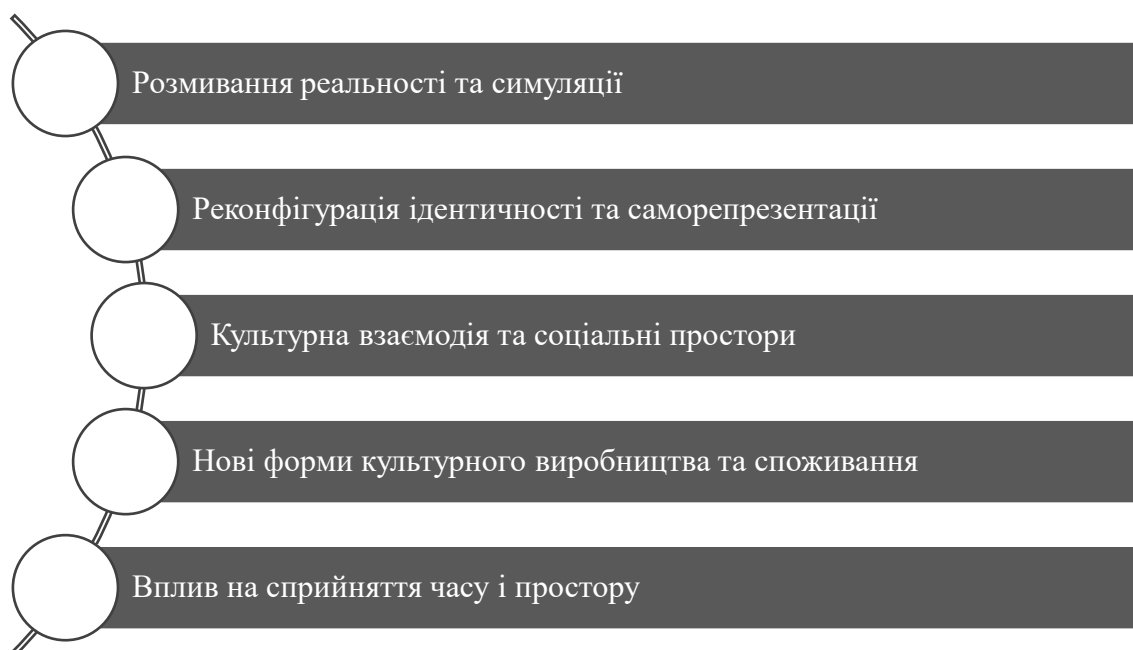 Розмивання реальності та симуляції
Реконфігурація ідентичності та саморепрезентації
Культурна взаємодія та соціальні простори
Нові форми культурного виробництва та споживання
Вплив на сприйняття часу і простору